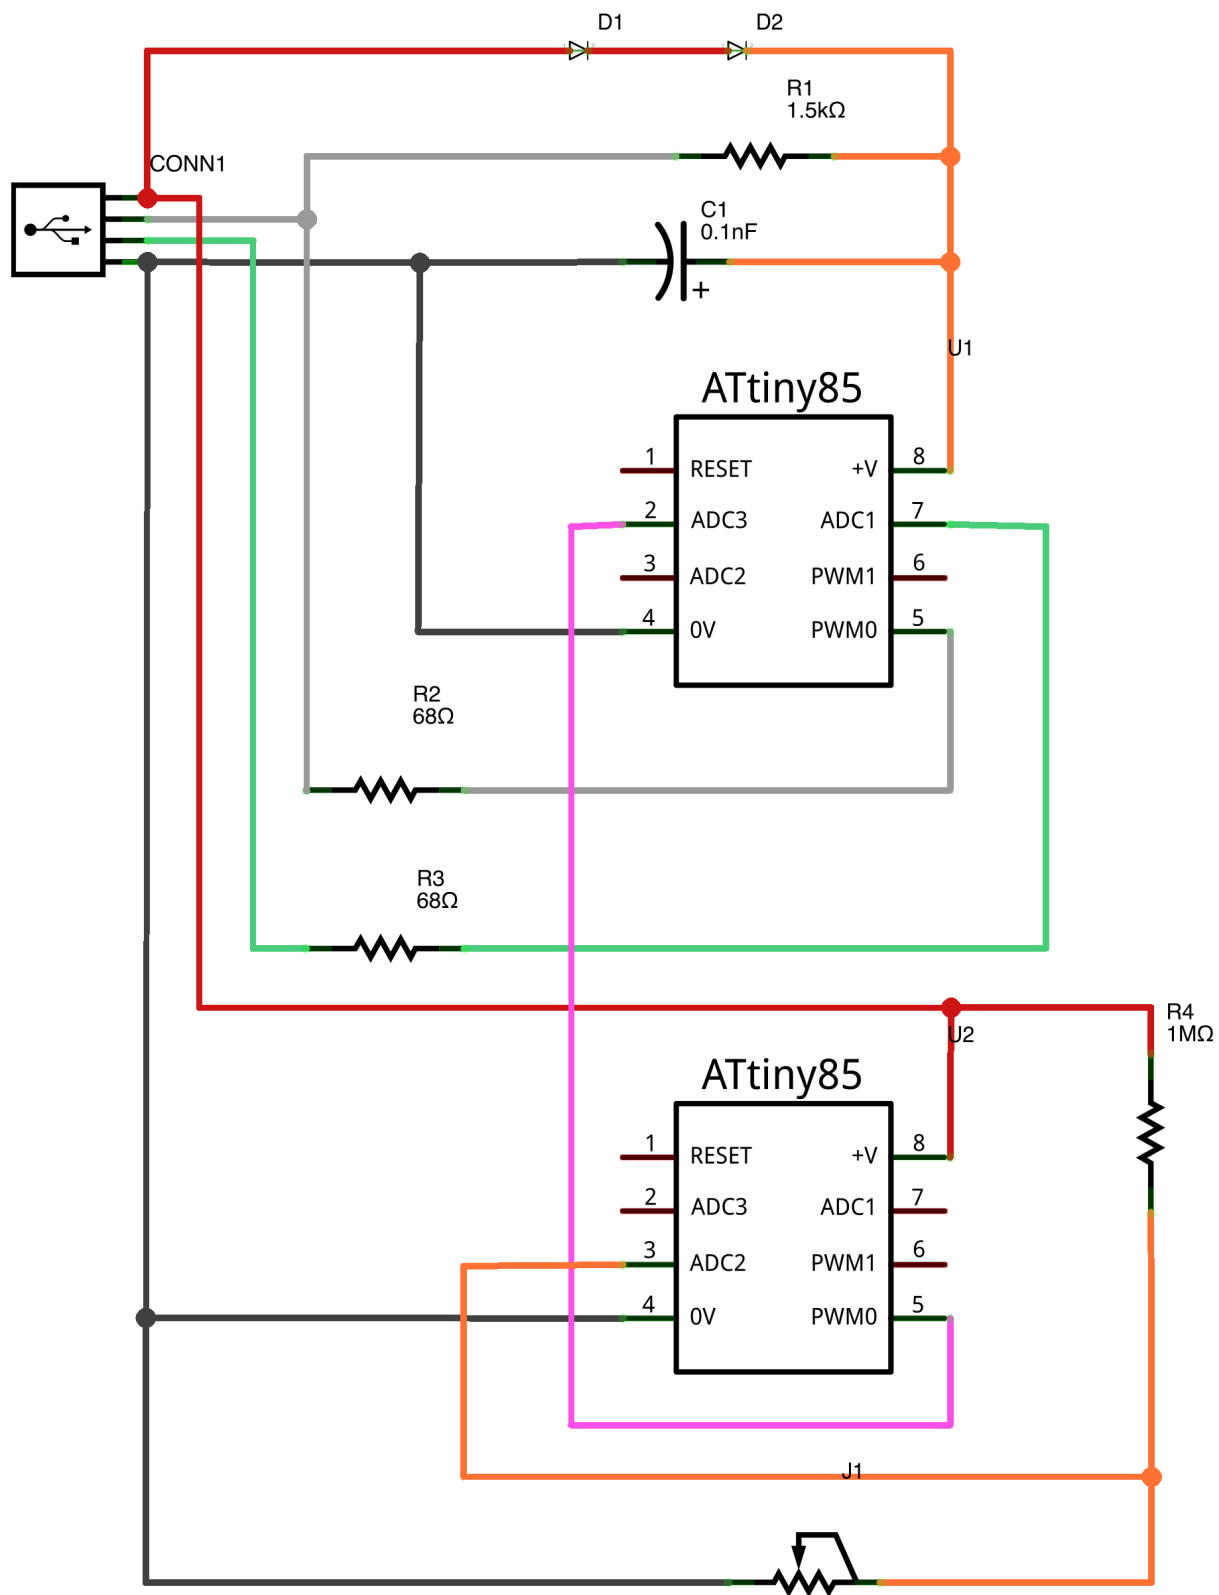 D1
D2
R1
1.5kΩ
CONN1
C1
0.1nF
+
U1
ATtiny85
1
RESET
+V
8
2
ADC3
ADC1
7
3
ADC2
PWM1
6
4
0V
PWM0
5
R2
68Ω
R3
68Ω
R4
1MΩ
U2
ATtiny85
1
RESET
+V
8
2
ADC3
ADC1
7
3
ADC2
PWM1
6
4
0V
PWM0
5
J1